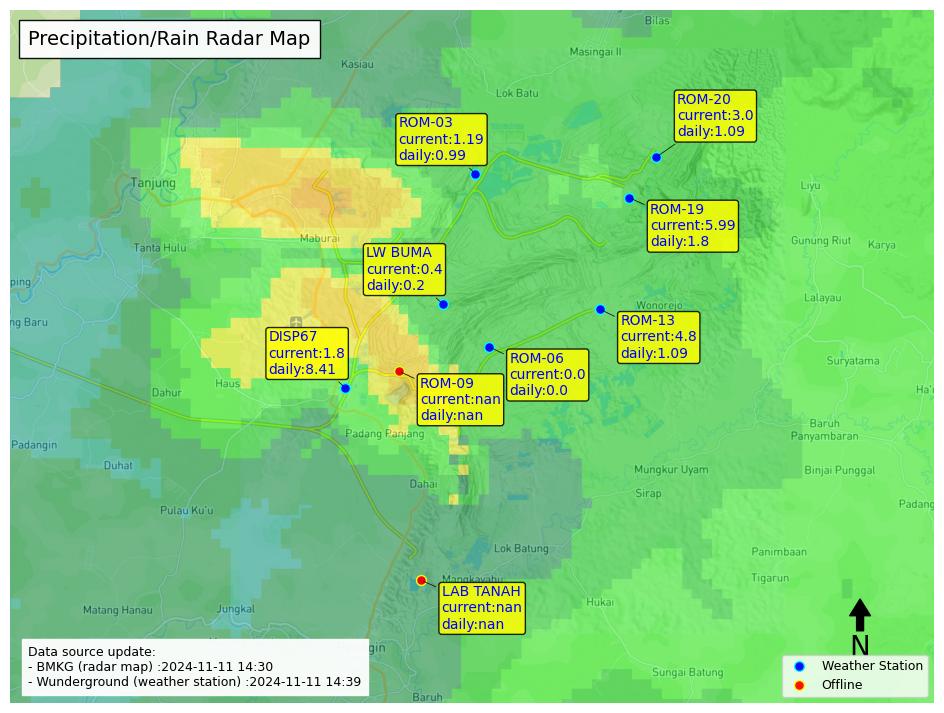 Precipitation/Rain Radar Map
Bilas
Masingai II
Kasiau
Lok Batu
ROM-20
current:3.0
daily:1.09
ROM-03
current:1.19
daily:0.99
Tanjung
Liyu
ROM-19
current:5.99
daily:1.8
Maburai
Tanta Hulu
Gunung Riut
Karya
LW BUMA
current:0.4
daily:0.2
ping
Lalayau
Wonorejo
ng Baru
ROM-13
current:4.8
daily:1.09
DISP67
current:1.8
daily:8.41
ROM-06
current:0.0
daily:0.0
Suryatama
ROM-09
current:nan
daily:nan
Haus
Dahur
Baruh
Panyambaran
Padang Panjang
Padangin
Duhat
Mungkur Uyam
Binjai Punggal
Dahai
Sirap
Padang
Pulau Ku'u
Lok Batung
Panimbaan
Tigarun
Mangkayahu
LAB TANAH
current:nan
daily:nan
Hukai
Matang Hanau
Jungkal
N
Data source update:
- BMKG (radar map) :2024-11-11 14:30
- Wunderground (weather station) :2024-11-11 14:39
ngin
Weather Station
Offline
Sungai Batung
Baruh